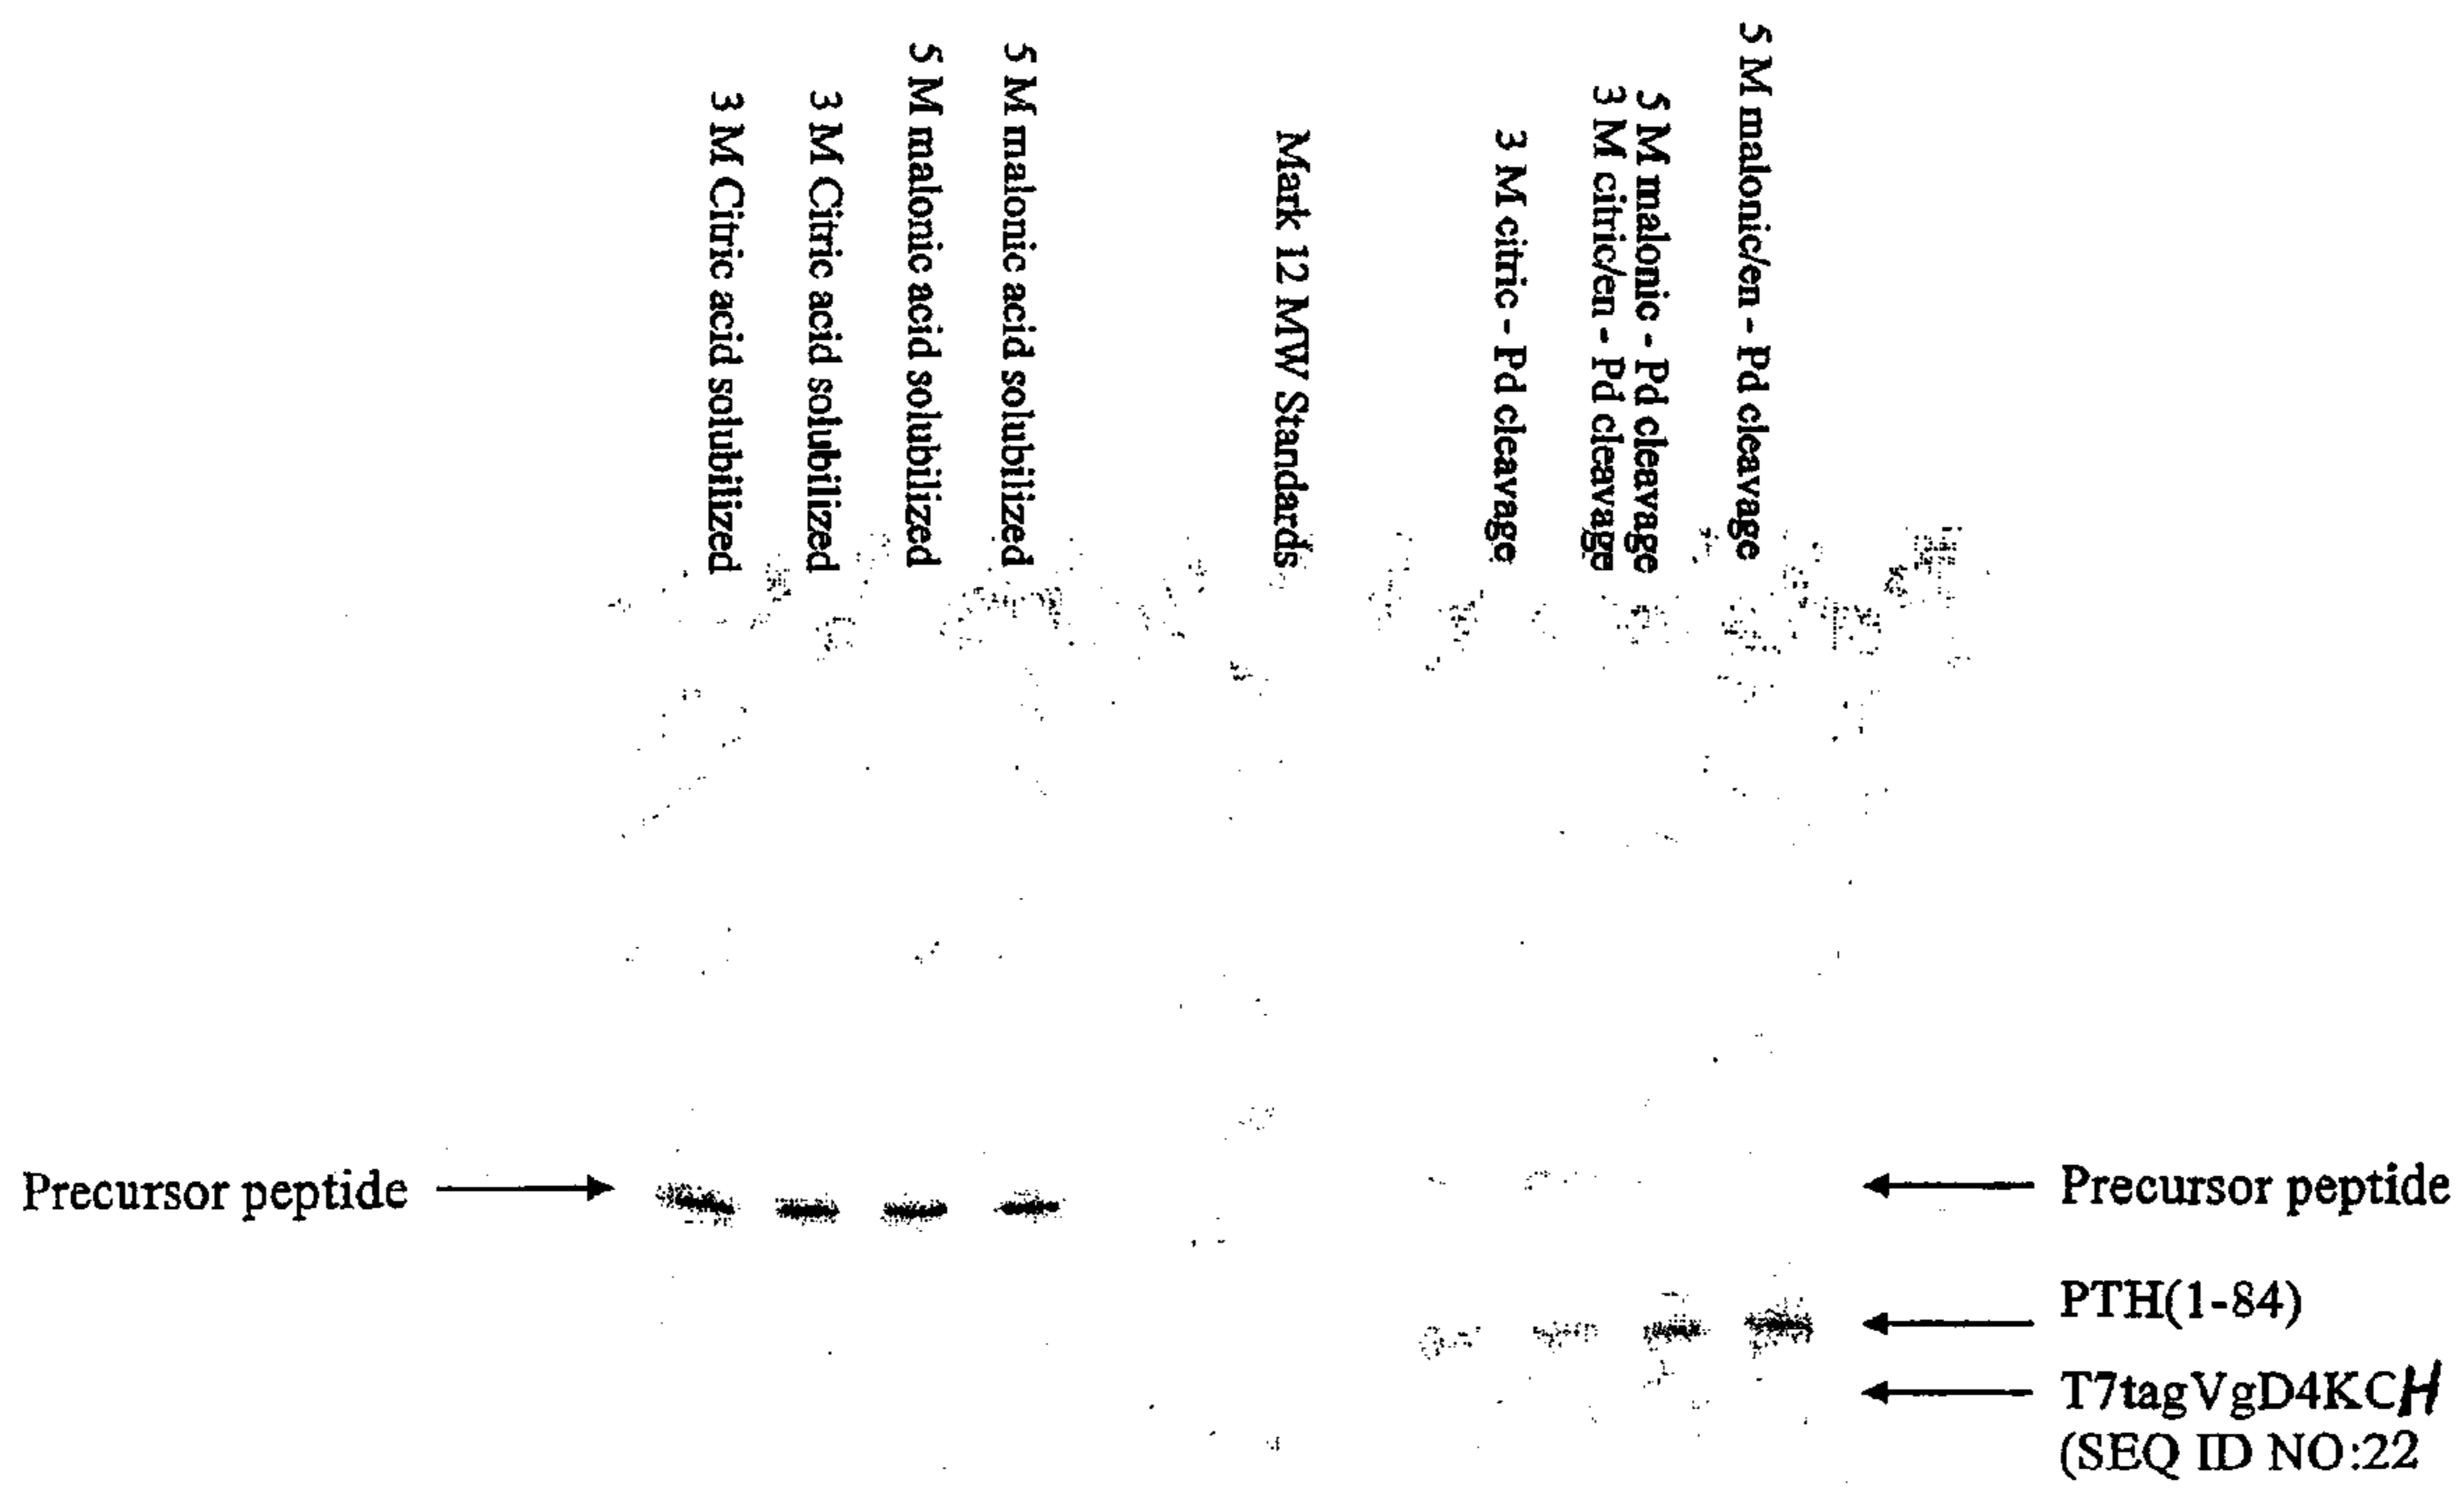 3 M Citric acid solubilized
3 M Citric acid solubilized
5 M malonic acid solubilized
5 M malonic acid solubilized
Mark 12 MW Standards
3 M citric - Pd cleavage
3 M citric/en - Pd cleavage
5 M malonic - Pd cleavage
5 M malonic/en - Pd cleavage
Precursor peptide
Precursor peptide
PTH(1-84)
T7tagVgD4KCH
(SEQ ID NO:22